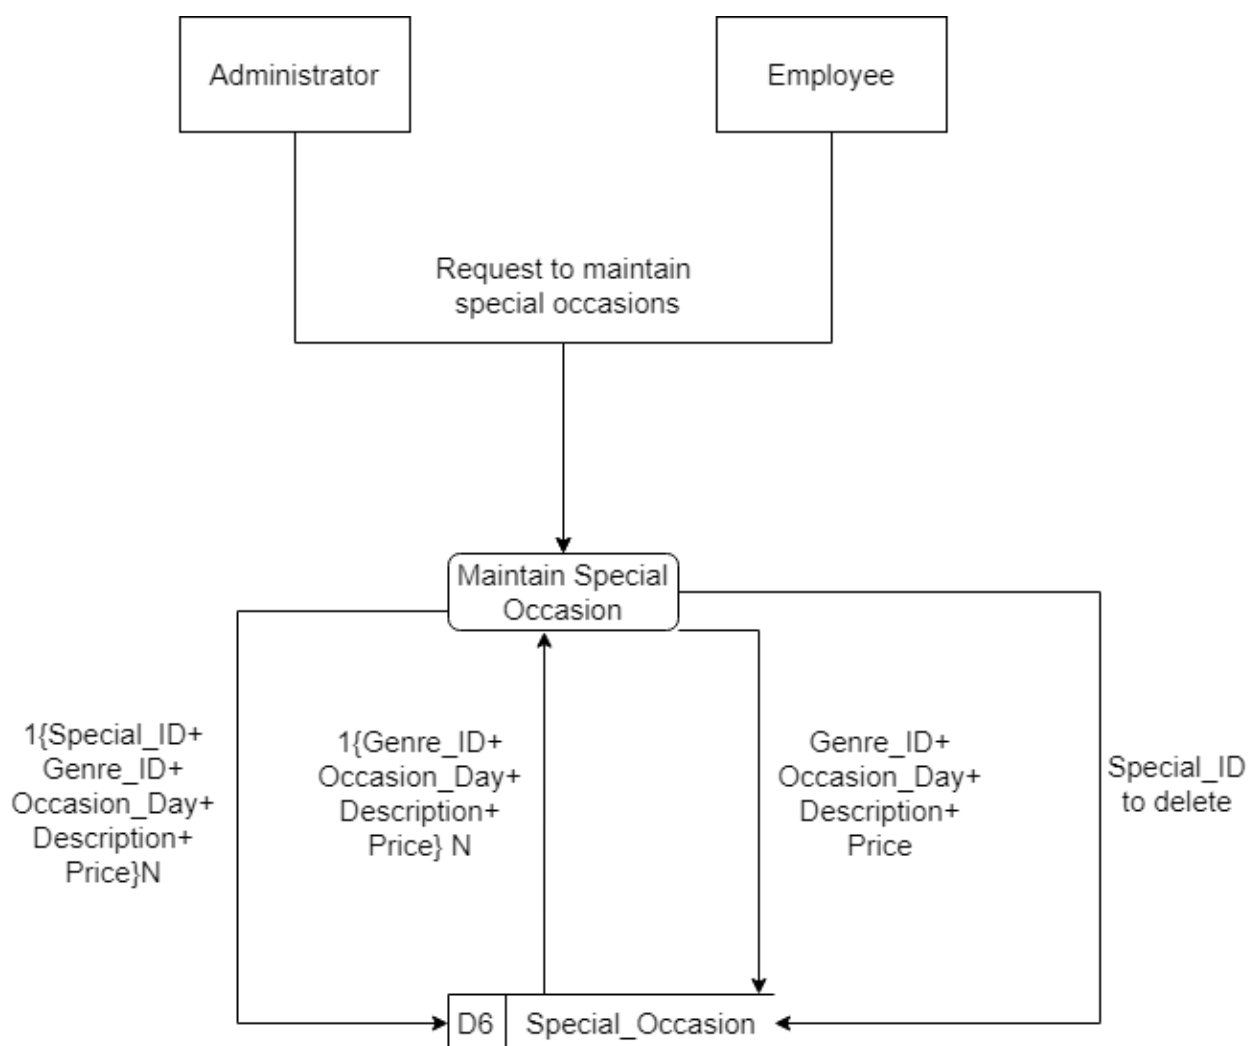 Administrator
Employee
Request to maintain
special occasions
Maintain Special
Occasion
1{Special_ID+
Genre_ID+
Occasion_Day+
Description+
Price}N
1{Genre_ID+
Occasion_Day+
Description+
Price} N
Genre_ID+
Occasion_Day+
Description+
Price
Special_ID
to delete
D6
Special_Occasion